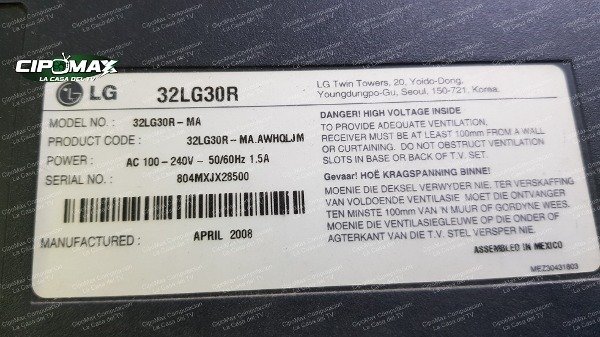 CIPOMAX
LA CASA DEL TV
LG 32LG30R
LG Twin Towers, 20, Yoido-Dong,
Youngdungpo-Gu, Seoul, 150-721, Korea.
MODEL NO. : 32LG30R-MA
PRODUCT CODE : 32LG30R-MA.AWHQLJM
POWER : AC 100-240V~ 50/60Hz 1.5A
SERIAL NO. : 804MXJX28500
MANUFACTURED : APRIL 2008
DANGER! HIGH VOLTAGE INSIDE
TO PROVIDE ADEQUATE VENTILATION,
RECEIVER MUST BE AT LEAST 100mm FROM A WALL
OR CURTAINING. DO NOT OBSTRUCT VENTILATION
SLOTS IN BASE OR BACK OF T.V. SET.
Gevaar! HOË KRAGSPANNING BINNE!
MOENIE DIE DEKSEL VERWYDER NIE. TER VERSKAFFING
VAN VOLDOENDE VENTILASIE, MOET DIE ONTVANGER
TEN MINSTE 100mm VAN 'N MUUR OF GORDYNE WEES.
MOENIE DIE VENTILASIEGLEUWE OP DIE ONDER OF
AGTERKANT VAN DIE T.V. STEL VERSPER NIE.
ASSEMBLED IN MEXICO
MEZ30431803